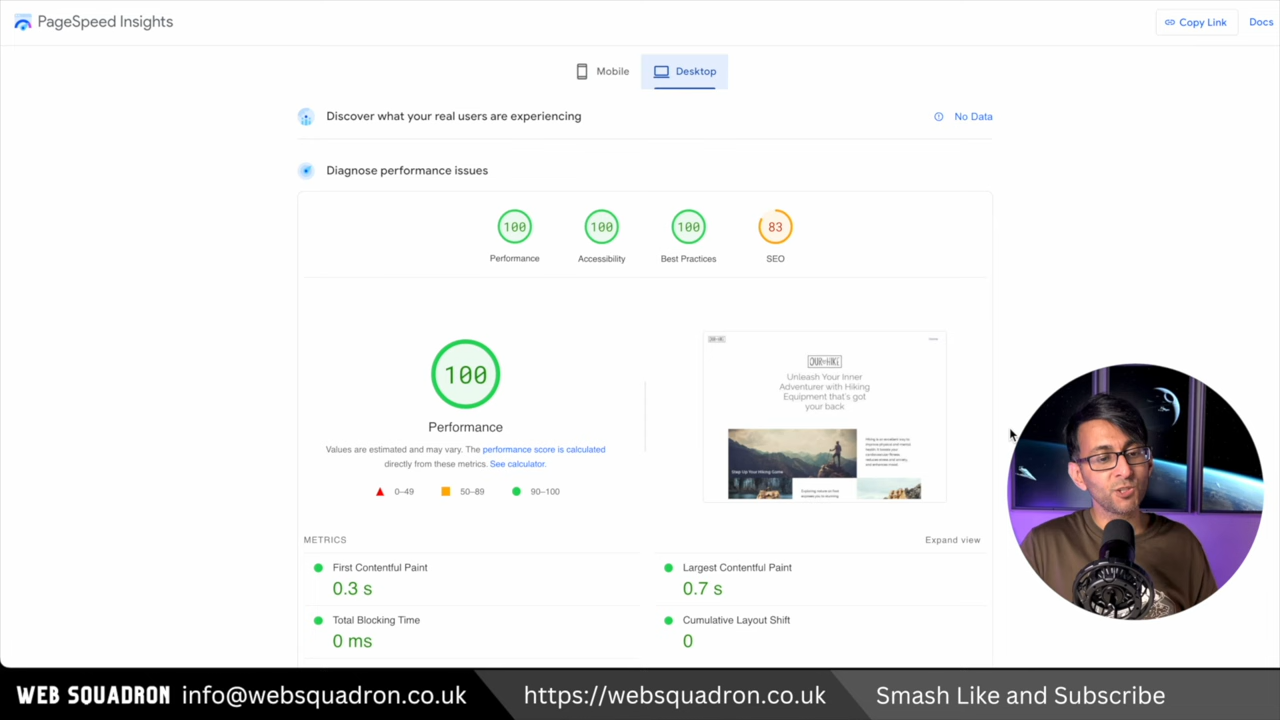 PageSpeed Insights
Copy Link
Docs
Mobile
Desktop
Discover what your real users are experiencing
No Data
Diagnose performance issues
100
100
100
83
Performance
Accessibility
Best Practices
SEO
100
Performance
Values are estimated and may vary. The performance score is calculated
directly from these metrics. See calculator.
0–49
50–89
90–100
Unleash Your Inner
Adventurer with Hiking
Equipment that's got
your back
Step Up Your Hiking Game
METRICS
Expand view
First Contentful Paint
0.3 s
Largest Contentful Paint
0.7 s
Total Blocking Time
0 ms
Cumulative Layout Shift
0
WEB SQUADRON info@websquadron.co.uk
https://websquadron.co.uk
Smash Like and Subscribe